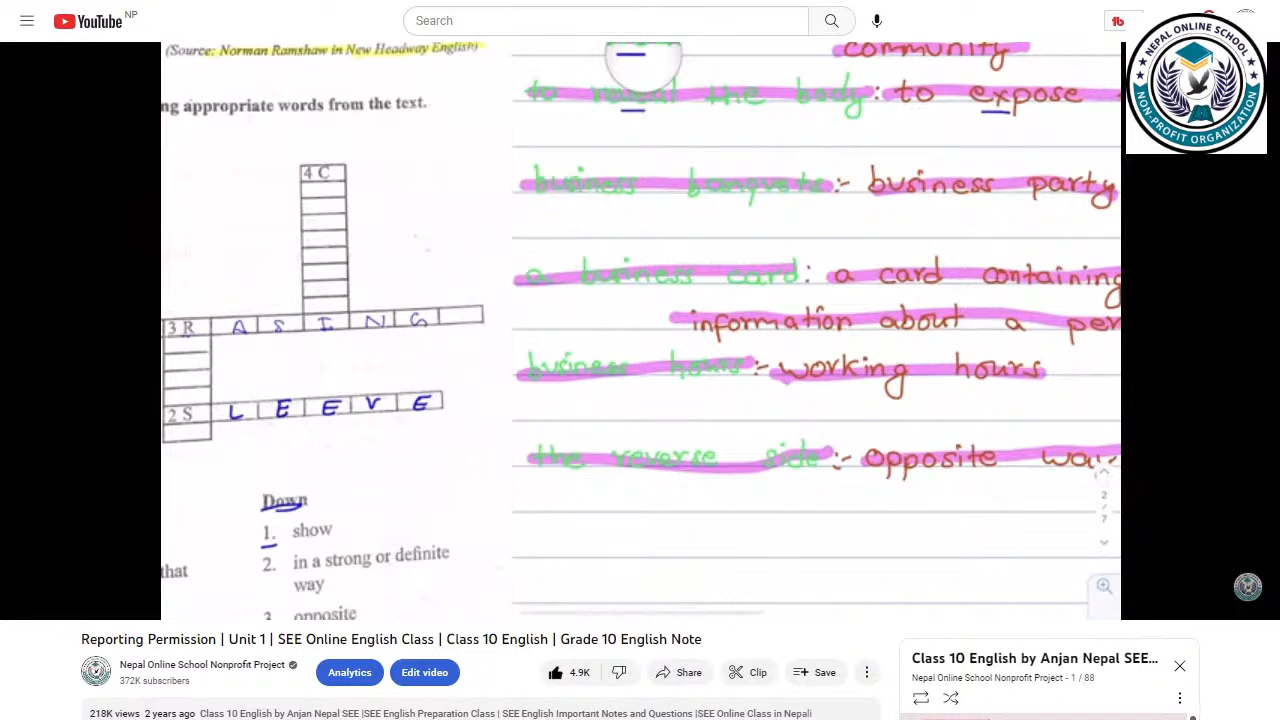 YouTube NP
Search
NEPAL ONLINE SCHOOL
NON-PROFIT ORGANIZATION
(Source: Norman Ramshaw in New Headway English)
ng appropriate words from the text.
4 C
3 R A S I N G
2 S L E E V E
Down
1. show
2. in a strong or definite
way
that
3. opposite
community
to reveal the body : to expose
business banquets :- business party
a business card : a card containing
information about a per
business hours :- working hours
the reverse side :- opposite wa
2
/
7
Reporting Permission | Unit 1 | SEE Online English Class | Class 10 English | Grade 10 English Note
Nepal Online School Nonprofit Project
372K subscribers
Analytics
Edit video
4.9K
Share
Clip
Save
218K views 2 years ago Class 10 English by Anjan Nepal SEE |SEE English Preparation Class | SEE English Important Notes and Questions |SEE Online Class in Nepali
Class 10 English by Anjan Nepal SEE...
Nepal Online School Nonprofit Project - 1 / 88